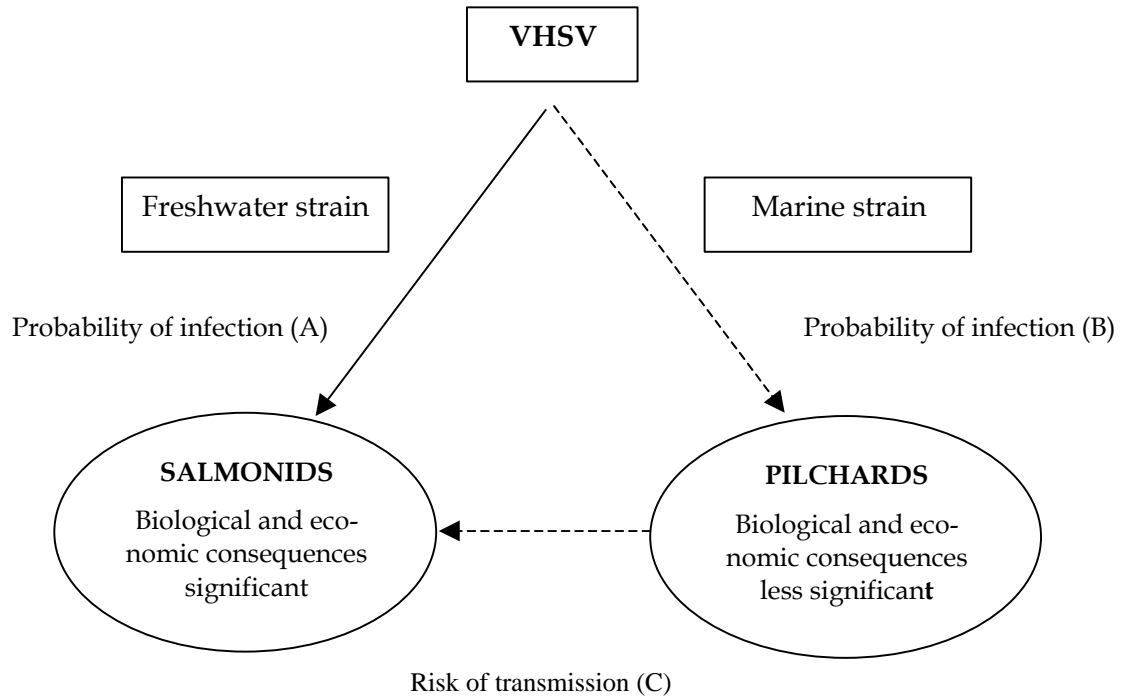 VHSV
Freshwater strain
Marine strain
Probability of infection (A)
Probability of infection (B)
SALMONIDS
Biological and eco-
nomic consequences
significant
PILCHARDS
Biological and eco-
nomic consequences
less significant
Risk of transmission (C)